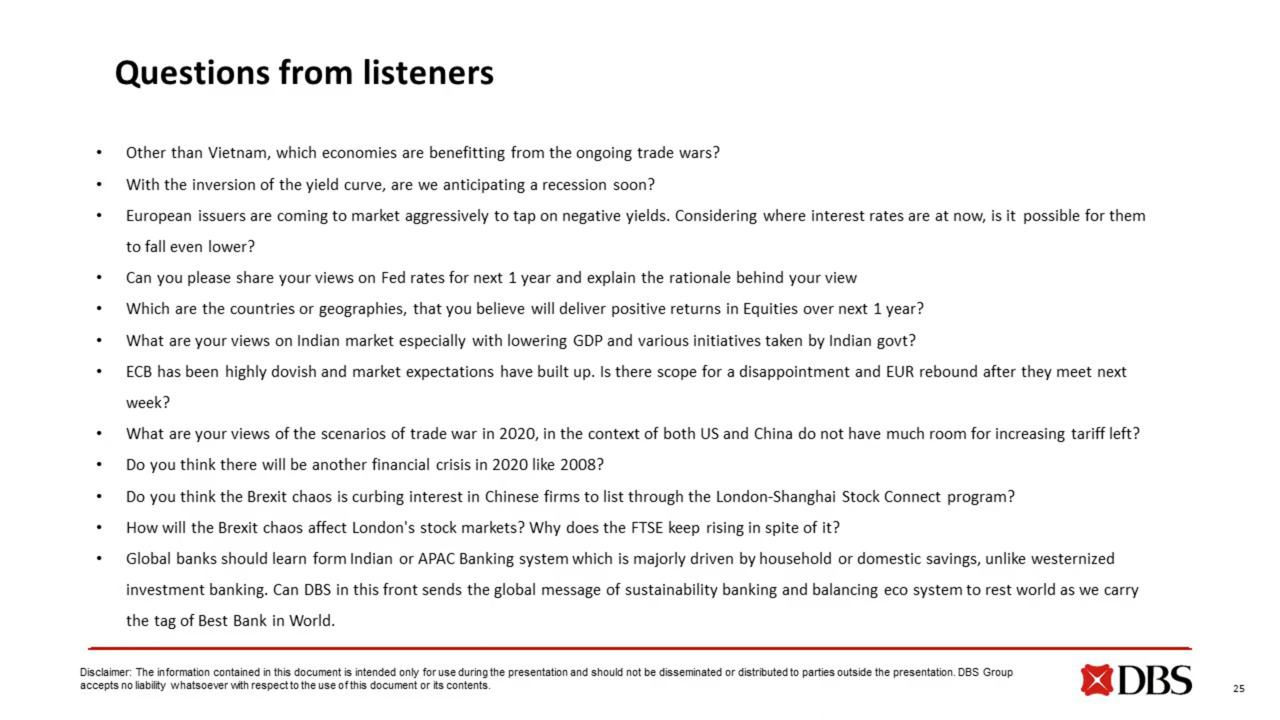 Questions from listeners
• Other than Vietnam, which economies are benefitting from the ongoing trade wars?
• With the inversion of the yield curve, are we anticipating a recession soon?
• European issuers are coming to market aggressively to tap on negative yields. Considering where interest rates are at now, is it possible for them
to fall even lower?
• Can you please share your views on Fed rates for next 1 year and explain the rationale behind your view
• Which are the countries or geographies, that you believe will deliver positive returns in Equities over next 1 year?
• What are your views on Indian market especially with lowering GDP and various initiatives taken by Indian govt?
• ECB has been highly dovish and market expectations have built up. Is there scope for a disappointment and EUR rebound after they meet next
week?
• What are your views of the scenarios of trade war in 2020, in the context of both US and China do not have much room for increasing tariff left?
• Do you think there will be another financial crisis in 2020 like 2008?
• Do you think the Brexit chaos is curbing interest in Chinese firms to list through the London-Shanghai Stock Connect program?
• How will the Brexit chaos affect London's stock markets? Why does the FTSE keep rising in spite of it?
• Global banks should learn form Indian or APAC Banking system which is majorly driven by household or domestic savings, unlike westernized
investment banking. Can DBS in this front sends the global message of sustainability banking and balancing eco system to rest world as we carry
the tag of Best Bank in World.
Disclaimer: The information contained in this document is intended only for use during the presentation and should not be disseminated or distributed to parties outside the presentation. DBS Group
accepts no liability whatsoever with respect to the use of this document or its contents.
DBS
25